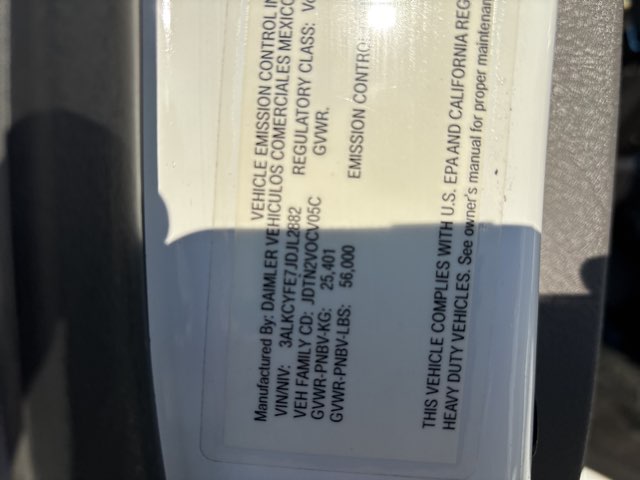 VEHICLE EMISSION CONTROL IN
Manufactured By: DAIMLER VEHICULOS COMERCIALES MEXICO
VIN/NIV: 3ALKCYFE7JDJL2882 REGULATORY CLASS:
VEH FAMILY CD: JDTN2VOCV05C GVWR.
GVWR-PNBV-KG: 25,401
GVWR-PNBV-LBS: 56,000 EMISSION CONTRO
THIS VEHICLE COMPLIES WITH U.S. EPA AND CALIFORNIA REG
HEAVY DUTY VEHICLES. See owner's manual for proper maintenan